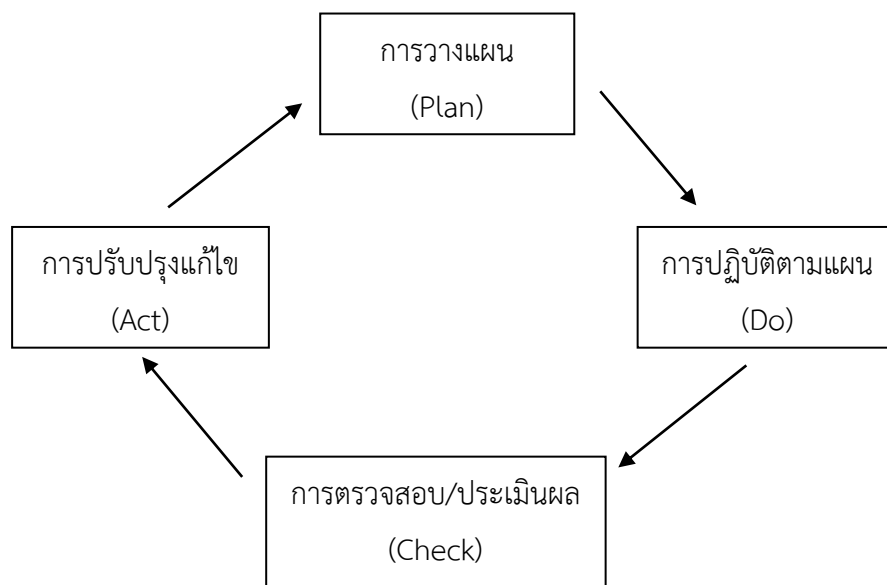 การวางแผน
(Plan)
การปรับปรุงแก้ไข
(Act)
การปฏิบัติตามแผน
(Do)
การตรวจสอบ/ประเมินผล
(Check)